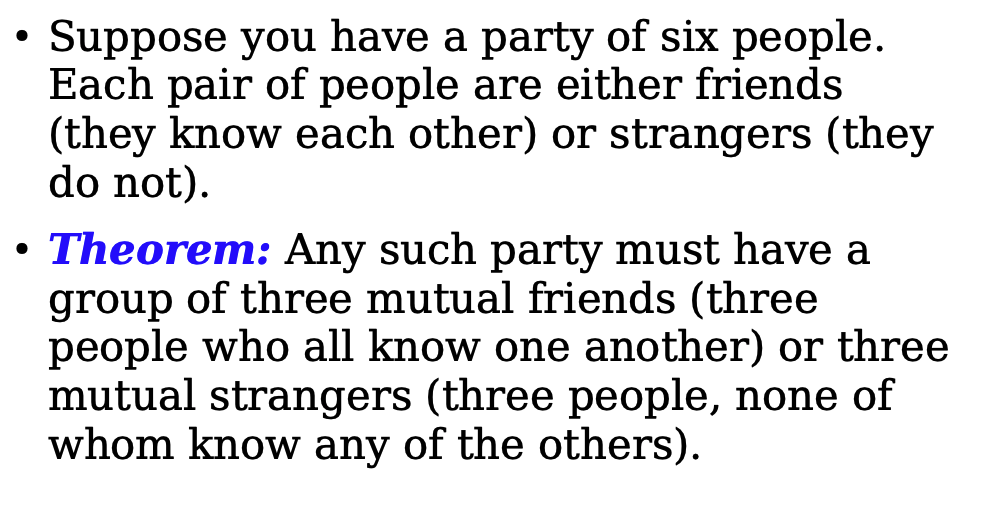 • Suppose you have a party of six people.
Each pair of people are either friends
(they know each other) or strangers (they
do not).
• Theorem: Any such party must have a
group of three mutual friends (three
people who all know one another) or three
mutual strangers (three people, none of
whom know any of the others).